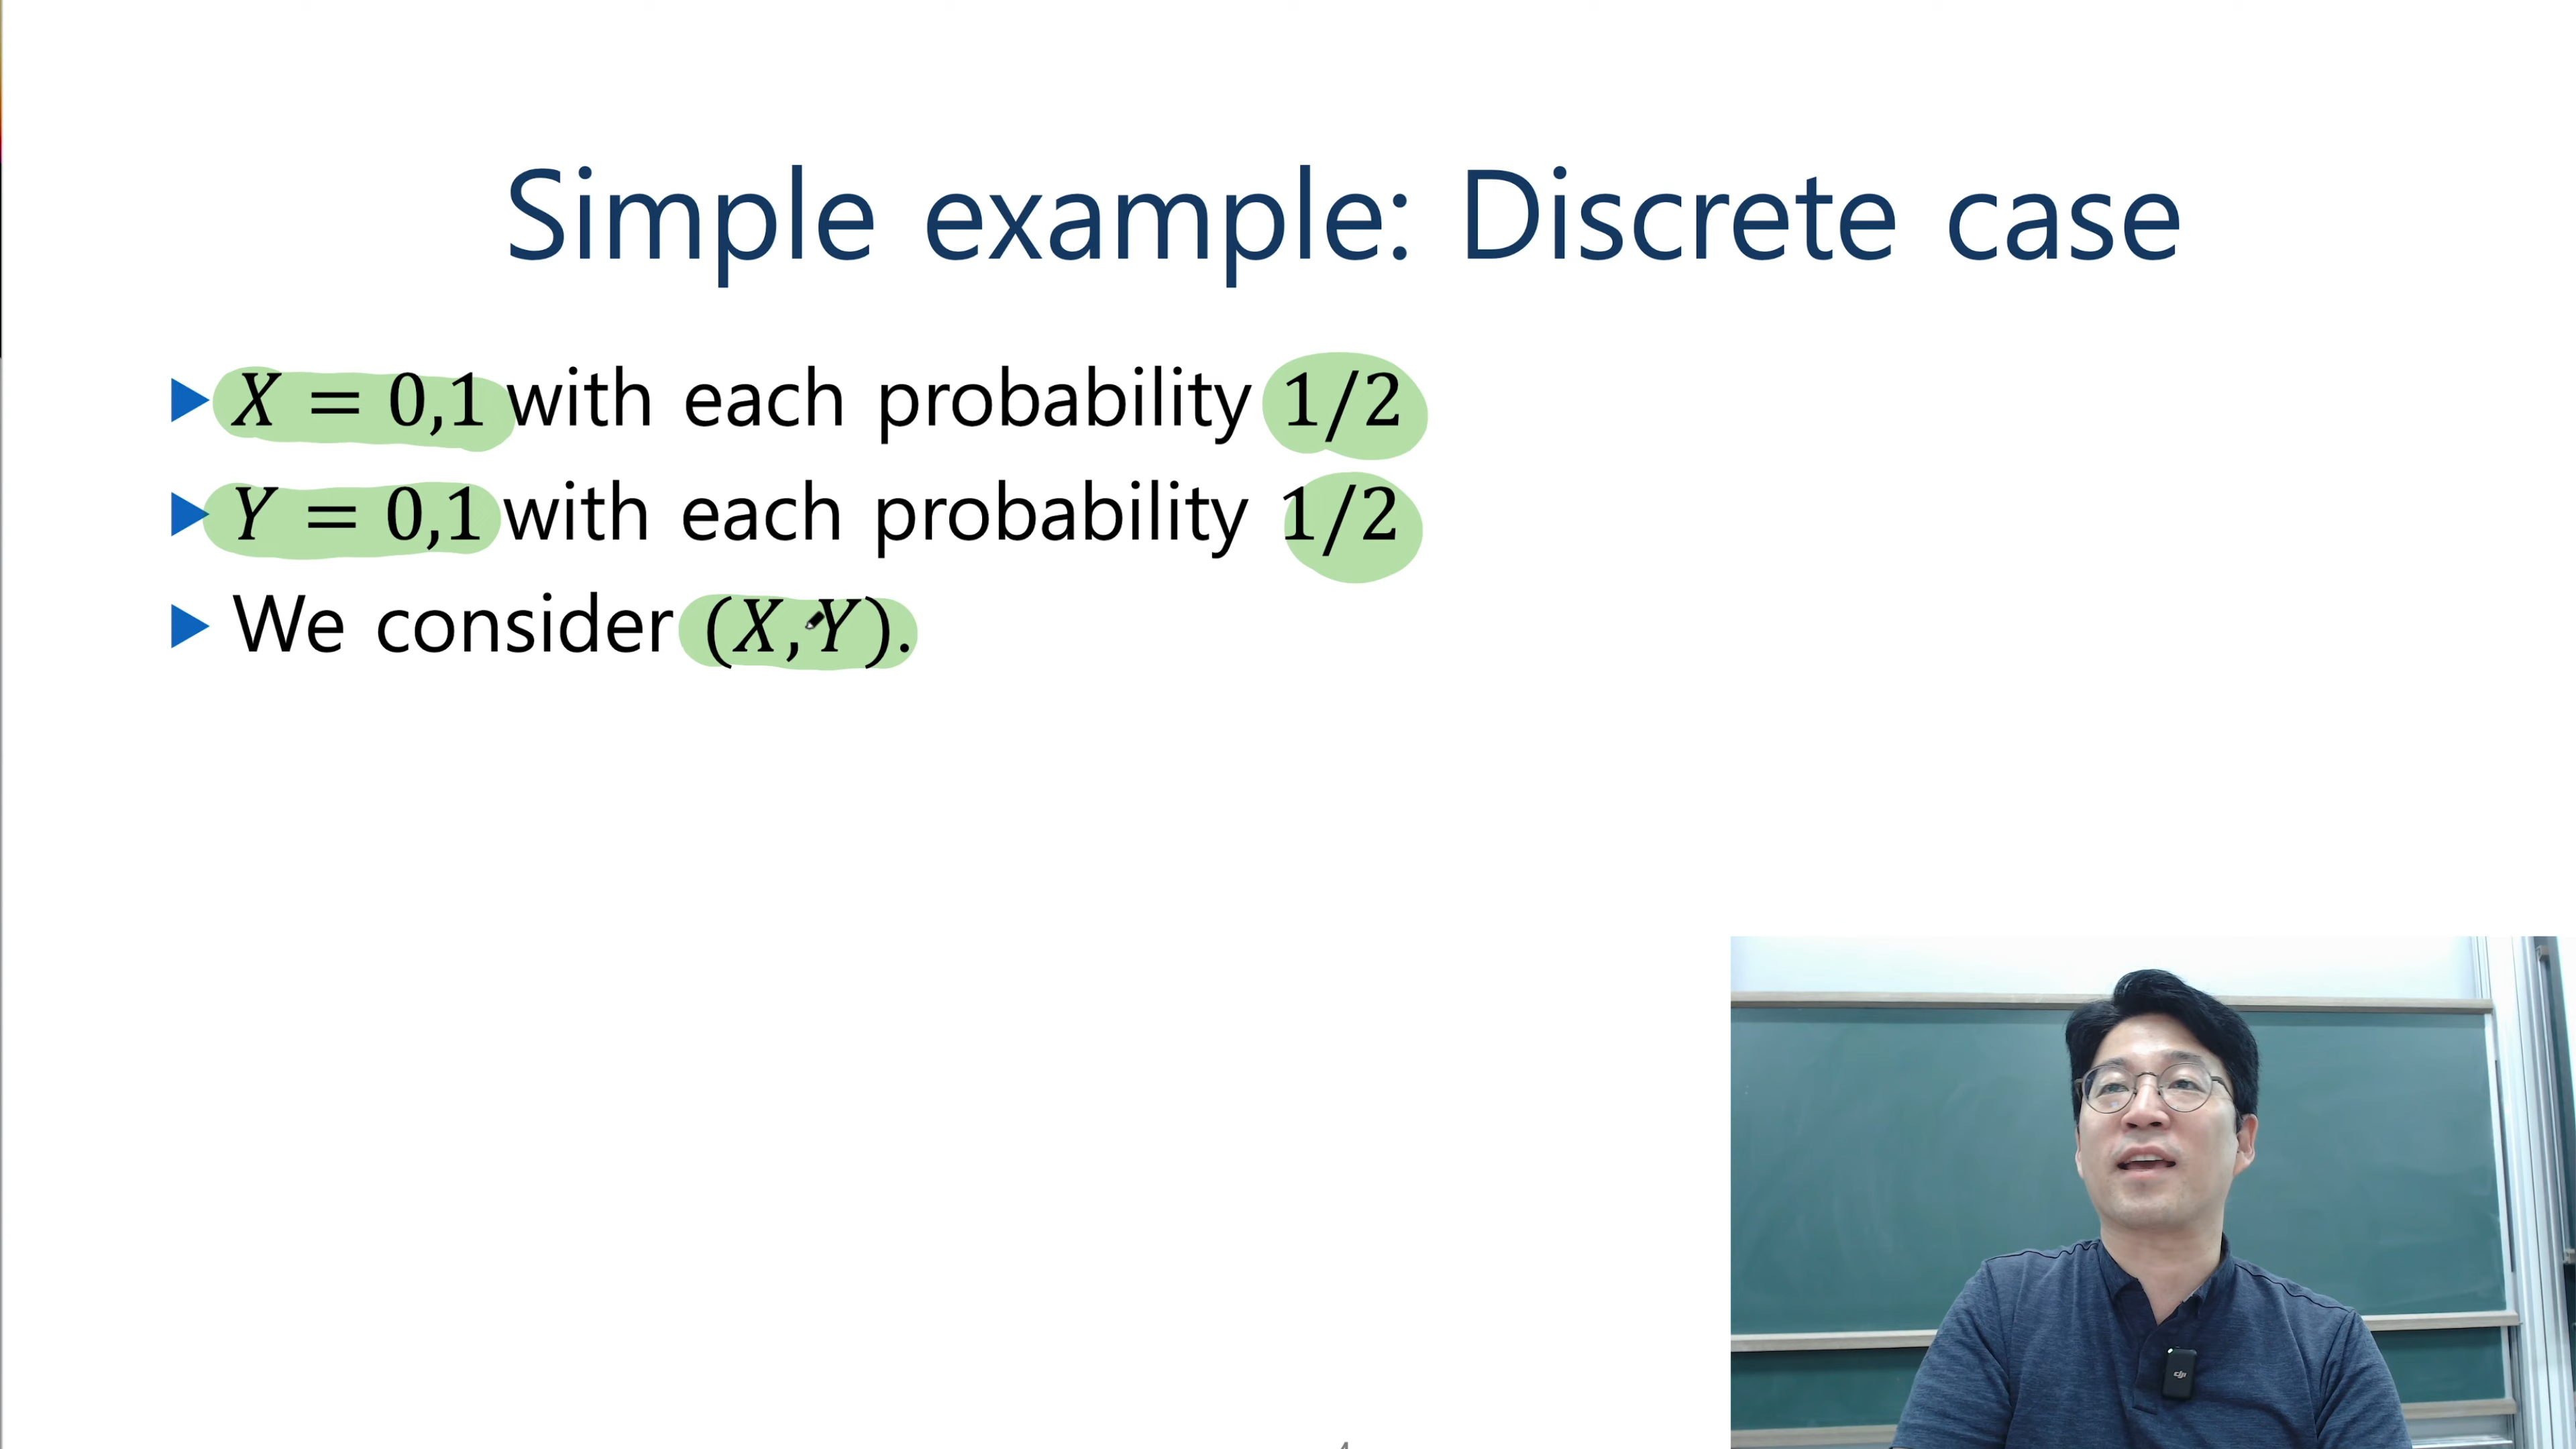 Simple example: Discrete case
X = 0,1 with each probability 1/2
Y = 0,1 with each probability 1/2
We consider (X,Y).
dji